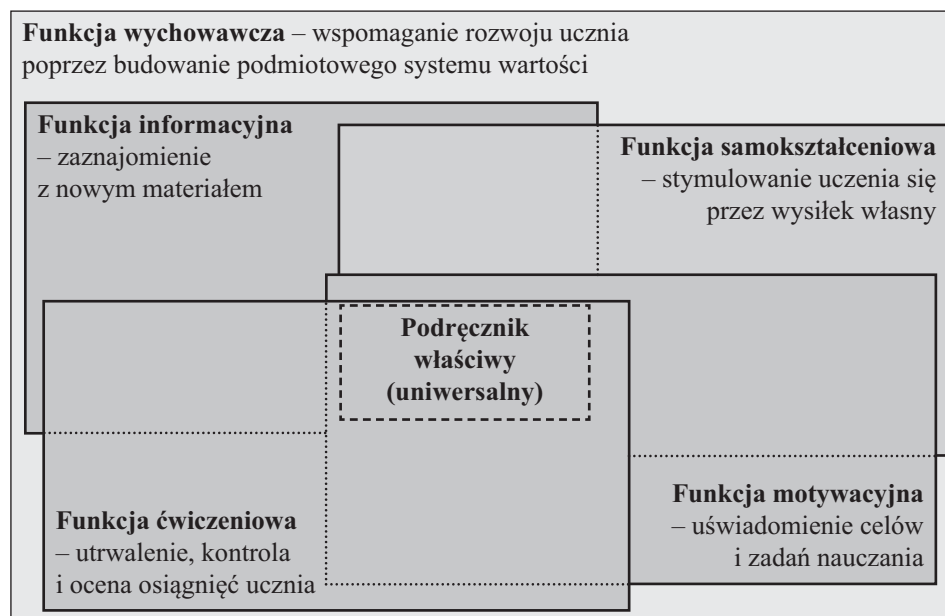 Funkcja wychowawcza – wspomaganie rozwoju ucznia
poprzez budowanie podmiotowego systemu wartości
Funkcja informacyjna
– zaznajomienie
z nowym materiałem
Funkcja samokształceniowa
– stymulowanie uczenia się
przez wysiłek własny
Podręcznik
właściwy
(uniwersalny)
Funkcja ćwiczeniowa
– utrwalenie, kontrola
i ocena osiągnięć ucznia
Funkcja motywacyjna
– uświadomienie celów
i zadań nauczania